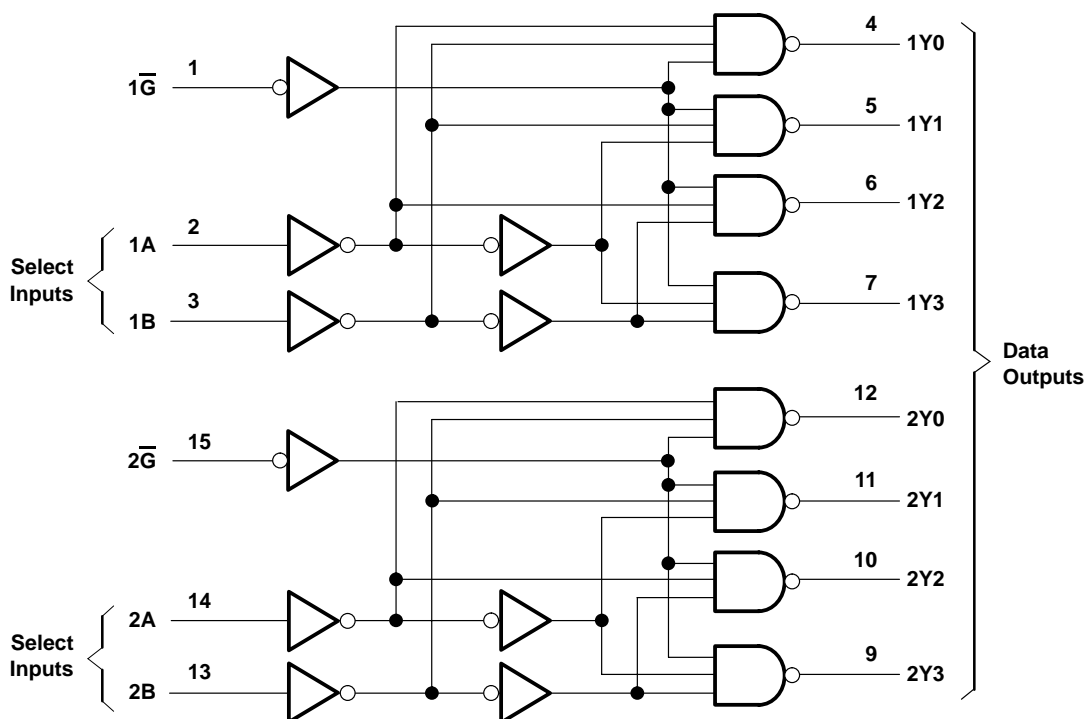 1G̅
1
Select
Inputs
1A
2
1B
3
4
1Y0
5
1Y1
6
1Y2
7
1Y3
Data
Outputs
2G̅
15
Select
Inputs
2A
14
2B
13
12
2Y0
11
2Y1
10
2Y2
9
2Y3